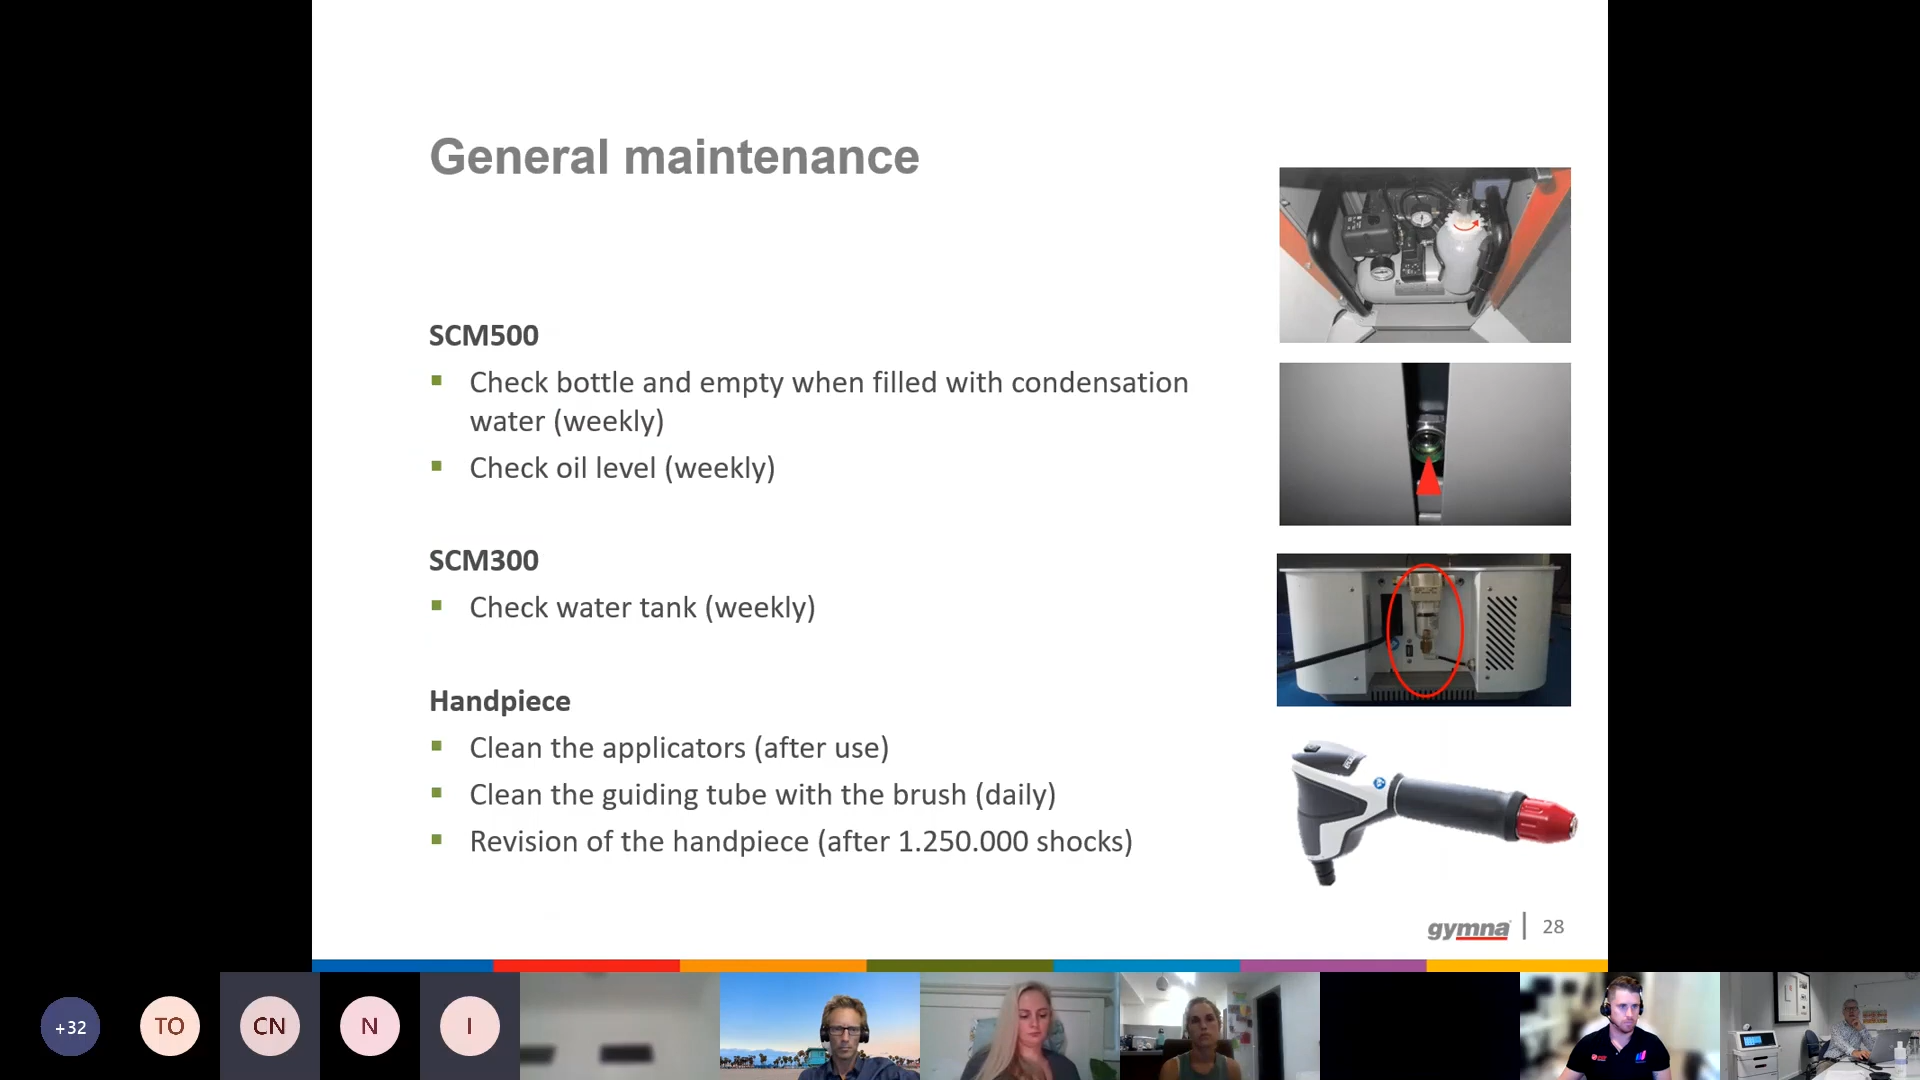 General maintenance
SCM500
Check bottle and empty when filled with condensation
water (weekly)
Check oil level (weekly)
SCM300
Check water tank (weekly)
Handpiece
Clean the applicators (after use)
Clean the guiding tube with the brush (daily)
Revision of the handpiece (after 1.250.000 shocks)
gymna
28
+32
TO
CN
N
I